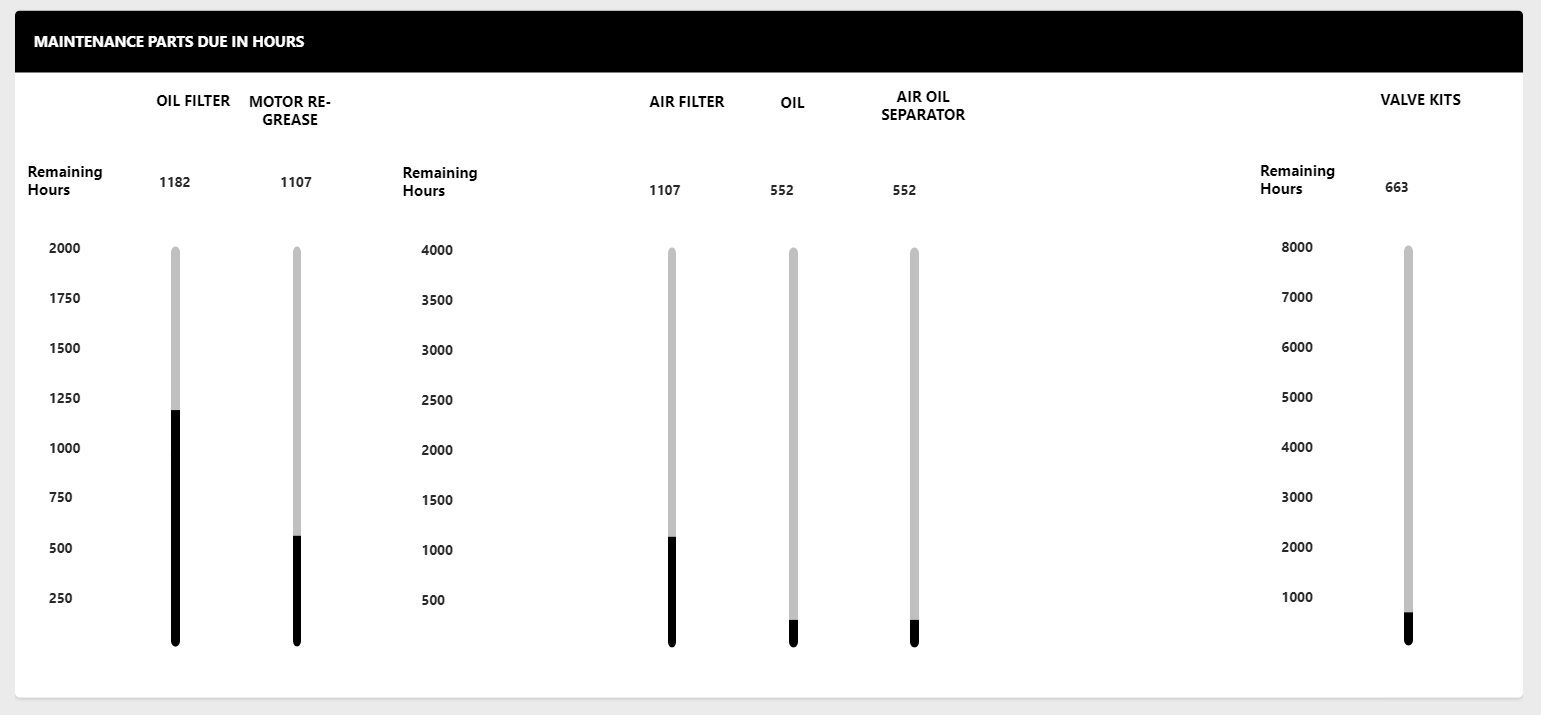 MAINTENANCE PARTS DUE IN HOURS
OIL FILTER
MOTOR RE-
GREASE
AIR FILTER
OIL
AIR OIL
SEPARATOR
VALVE KITS
Remaining
Hours
1182
1107
Remaining
Hours
1107
552
552
Remaining
Hours
663
2000
1750
1500
1250
1000
750
500
250
4000
3500
3000
2500
2000
1500
1000
500
8000
7000
6000
5000
4000
3000
2000
1000